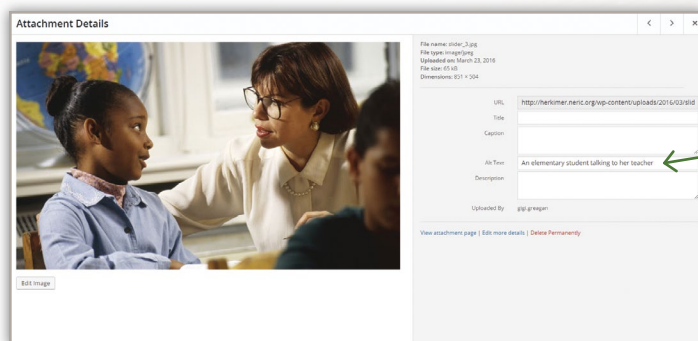 Attachment Details
File name: slider_3.jpg
File type: image/jpeg
Uploaded on: March 23, 2016
File size: 65 kB
Dimensions: 831 × 504
URL http://herkimer.neric.org/wp-content/uploads/2016/03/slid
Title
Caption
Alt Text An elementary student talking to her teacher
Description
Uploaded By gigi.greagan
View attachment page | Edit more details | Delete Permanently
Edit Image